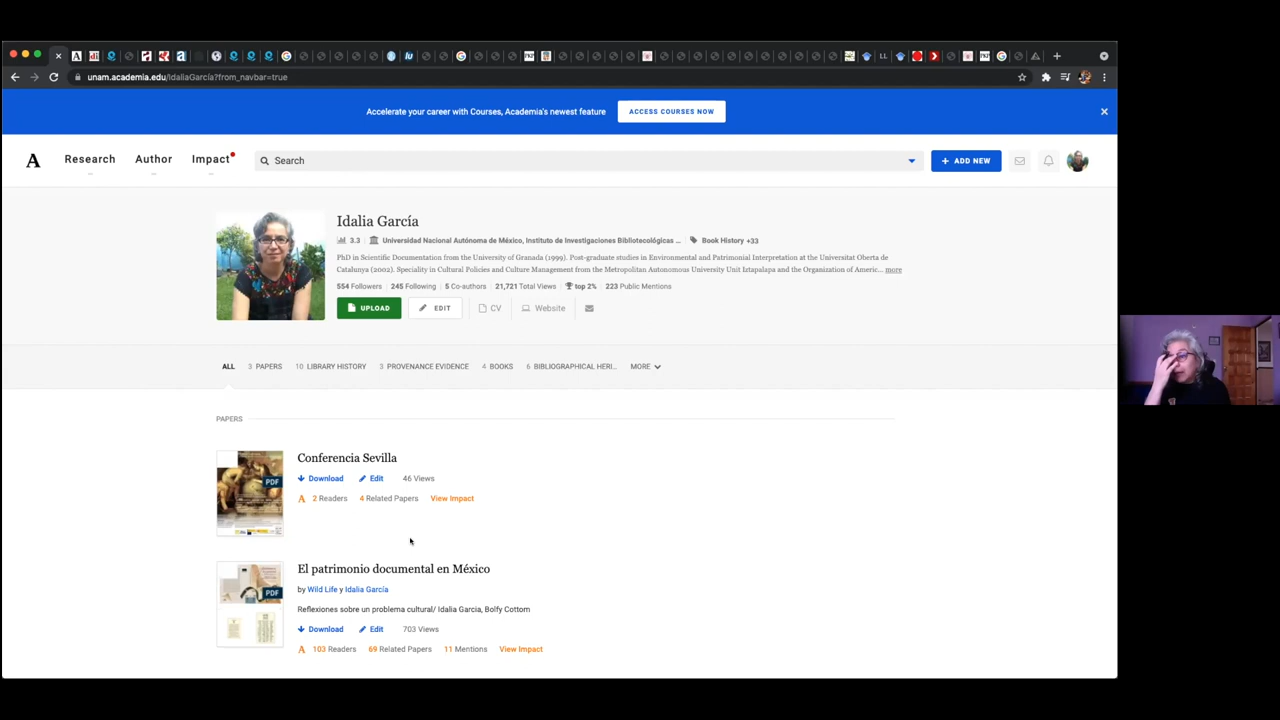 unam.academia.edu/IdaliaGarcía?from_navbar=true
Accelerate your career with Courses, Academia's newest feature
ACCESS COURSES NOW
A
Research Author Impact
Search
+ ADD NEW
Idalia García
3.3 Universidad Nacional Autónoma de México, Instituto de Investigaciones Bibliotecológicas ... Book History +33
PhD in Scientific Documentation from the University of Granada (1999). Post-graduate studies in Environmental and Patrimonial Interpretation at the Universitat Oberta de
Catalunya (2002). Speciality in Cultural Policies and Culture Management from the Metropolitan Autonomous University Unit Iztapalapa and the Organization of Americ... more
554 Followers 245 Following 5 Co-authors 21,721 Total Views top 2% 223 Public Mentions
UPLOAD EDIT CV Website
ALL 3 PAPERS 10 LIBRARY HISTORY 3 PROVENANCE EVIDENCE 4 BOOKS 6 BIBLIOGRAPHICAL HERI... MORE
PAPERS
Conferencia Sevilla
PDF
Download Edit 46 Views
2 Readers 4 Related Papers View Impact
El patrimonio documental en México
by Wild Life y Idalia García
PDF
Reflexiones sobre un problema cultural/ Idalia Garcia, Bolfy Cottom
Download Edit 703 Views
103 Readers 69 Related Papers 11 Mentions View Impact